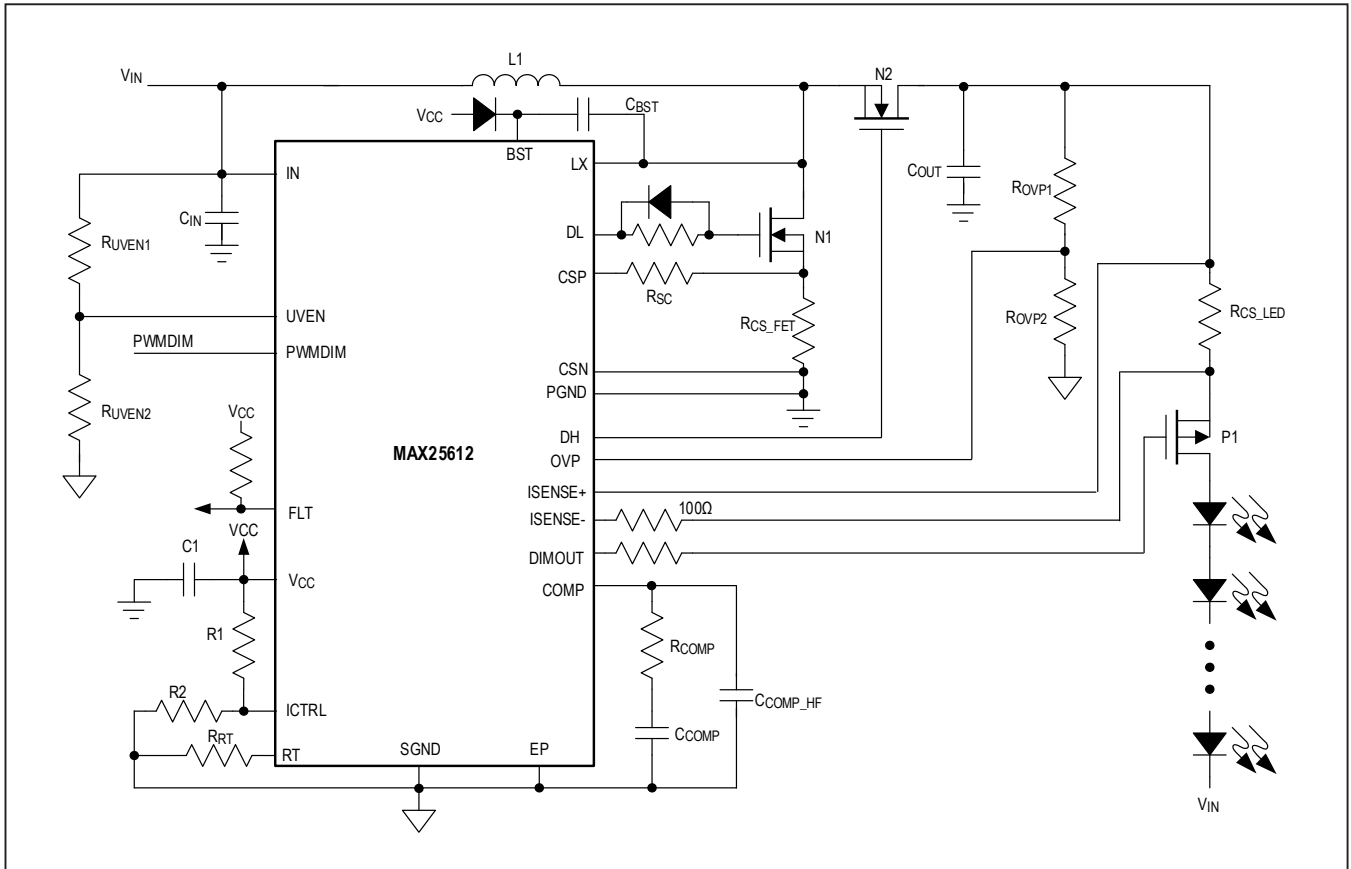 VIN
L1
N2
VCC
CBST
BST
LX
IN
CIN
RUVEN1
COUT
ROVP1
DL
N1
CSP
RSC
RCS_FET
ROVP2
RCS_LED
UVEN
PWMDIM
PWMDIM
CSN
PGND
RUVEN2
VCC
DH
OVP
P1
MAX25612
ISENSE+
ISENSE-
100Ω
FLT
VCC
DIMOUT
C1
VCC
COMP
R1
RCOMP
R2
ICTRL
CCOMP_HF
RRT
RT
SGND
EP
CCOMP
VIN